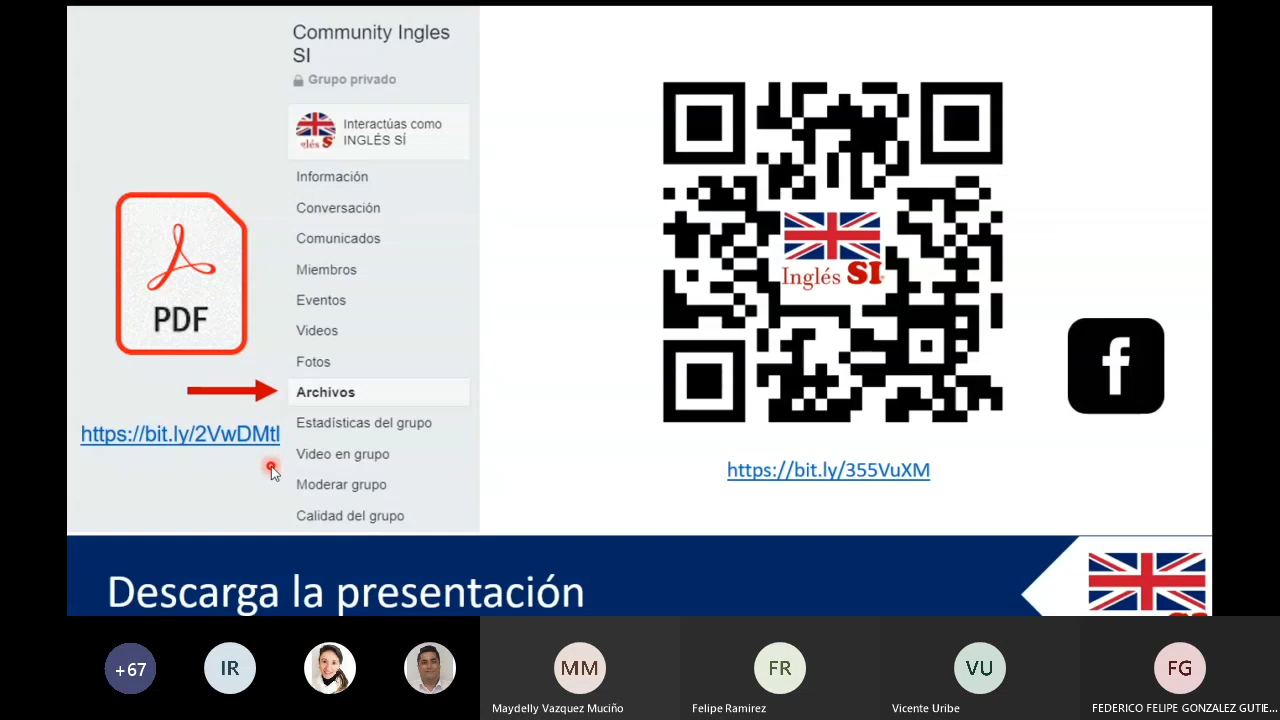 Community Ingles
SI
Grupo privado
Interactúas como
INGLÉS SÍ
Información
Conversación
Comunicados
Miembros
Eventos
Videos
Fotos
Archivos
Estadísticas del grupo
Video en grupo
Moderar grupo
Calidad del grupo
PDF
https://bit.ly/2VwDMtI
Inglés SI
f
https://bit.ly/355VuXM
Descarga la presentación
+67
IR
MM
FR
VU
FG
Maydelly Vazquez Muciño
Felipe Ramirez
Vicente Uribe
FEDERICO FELIPE GONZALEZ GUTIE...